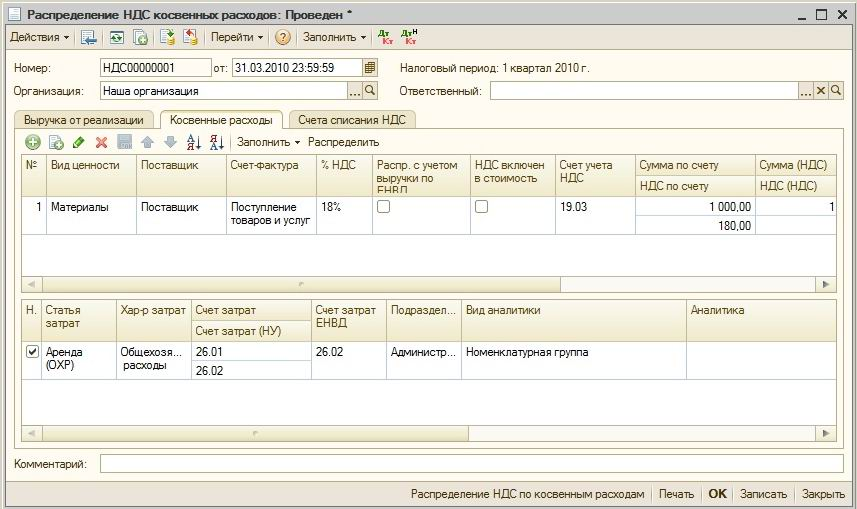 Распределение НДС косвенных расходов: Проведен *
Действия Перейти ? Заполнить Дт Кт Дт Н Кт
Номер: НДС00000001 от: 31.03.2010 23:59:59 Налоговый период: 1 квартал 2010 г.
Организация: Наша организация ... Ответственный: ...
Выручка от реализации Косвенные расходы Счета списания НДС
Заполнить Распределить
№ Вид ценности Поставщик Счет-Фактура % НДС Распр. с учетом НДС включен Счет учета Сумма по счету Сумма (НДС)
выручки по в стоимость НДС
ЕНВД НДС по счету НДС (НДС)
1 Материалы Поставщик Поступление 18% 19.03 1 000,00 1
товаров и услуг 180,00
Н. Статья Хар-р затрат Счет затрат Счет затрат Подраздел... Вид аналитики Аналитика
затрат Счет затрат (НУ) ЕНВД
Аренда Общехозя... 26.01 26.02 Администр... Номенклатурная группа
(ОХР) расходы 26.02
Комментарий:
Распределение НДС по косвенным расходам Печать OK Записать Закрыть